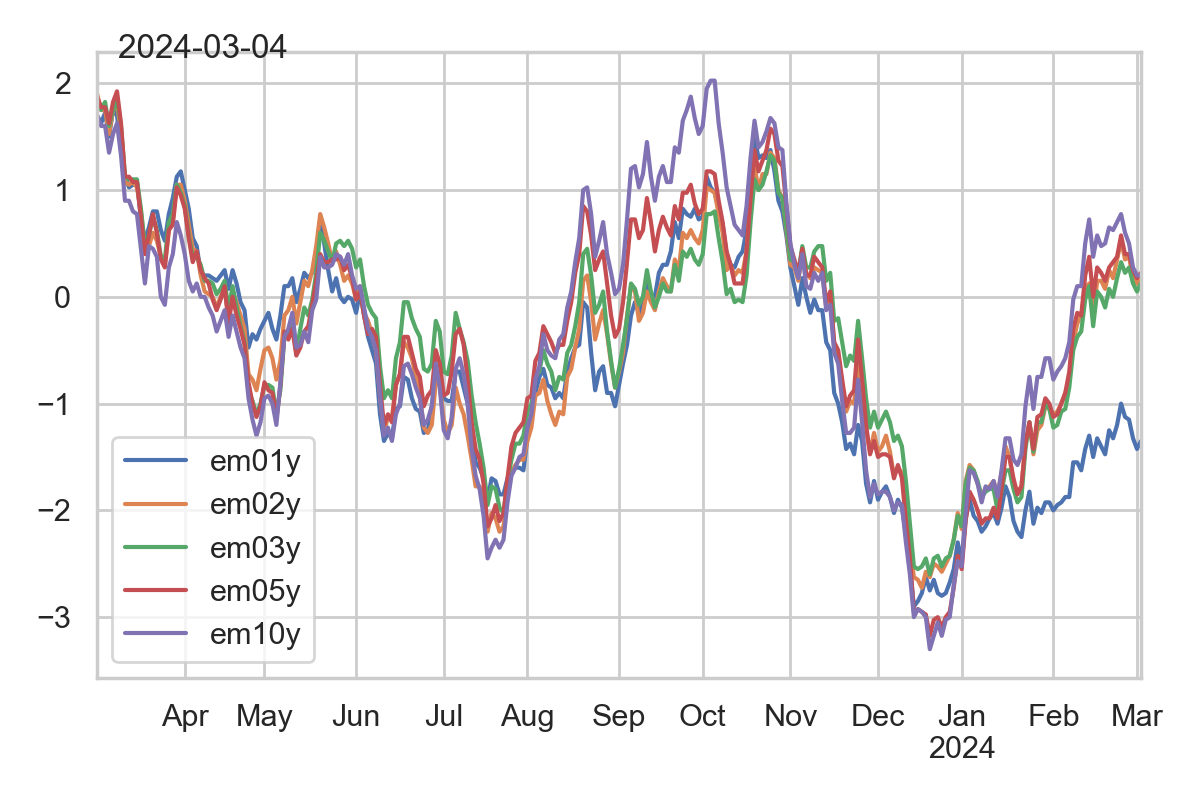 2024-03-04
2
1
0
−1
−2
−3
em01y
em02y
em03y
em05y
em10y
Apr May Jun Jul Aug Sep Oct Nov Dec Jan Feb Mar
2024